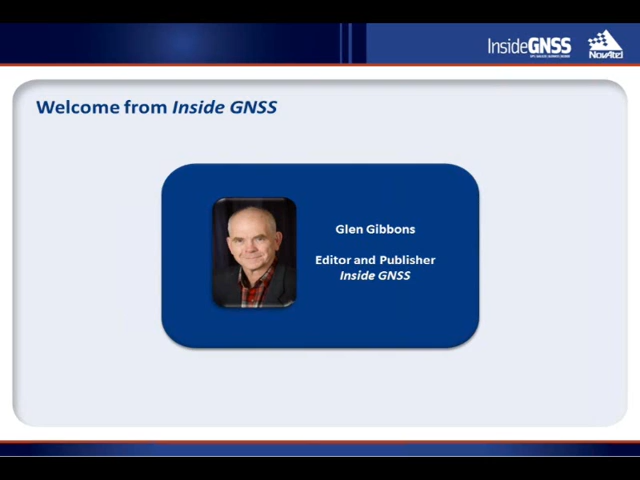 InsideGNSS
NovAtel
Welcome from Inside GNSS
Glen Gibbons
Editor and Publisher
Inside GNSS